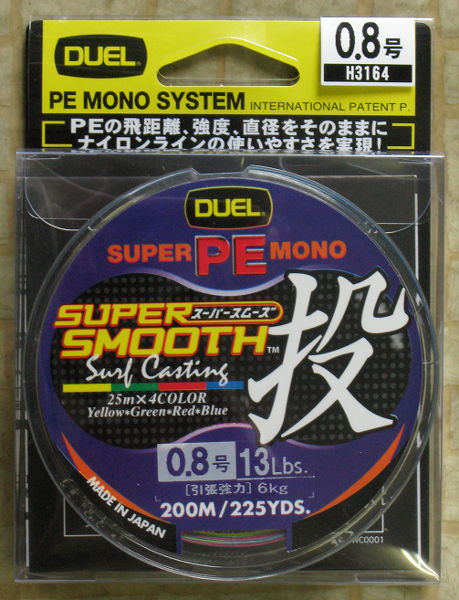 DUEL®
0.8号
H3164
PE MONO SYSTEM INTERNATIONAL PATENT P.
PEの飛距離、強度、直径をそのままに
ナイロンラインの使いやすさを実現!
DUEL®
SUPER PE MONO
SUPER スーパースムーズ
SMOOTH™
投
Surf Casting
25m×4COLOR
Yellow•Green•Red•Blue
0.8号 13Lbs.
[引張強力] 6kg
200M/225YDS.
MADE IN JAPAN
WC0001